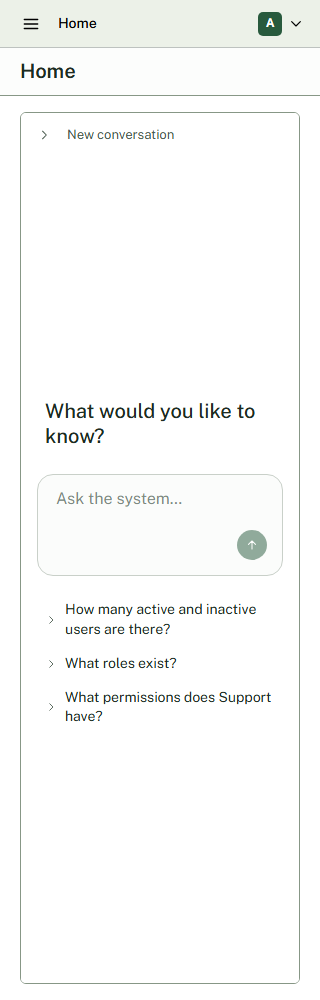 Home
A
Home
New conversation
What would you like to
know?
Ask the system...
How many active and inactive
users are there?
What roles exist?
What permissions does Support
have?